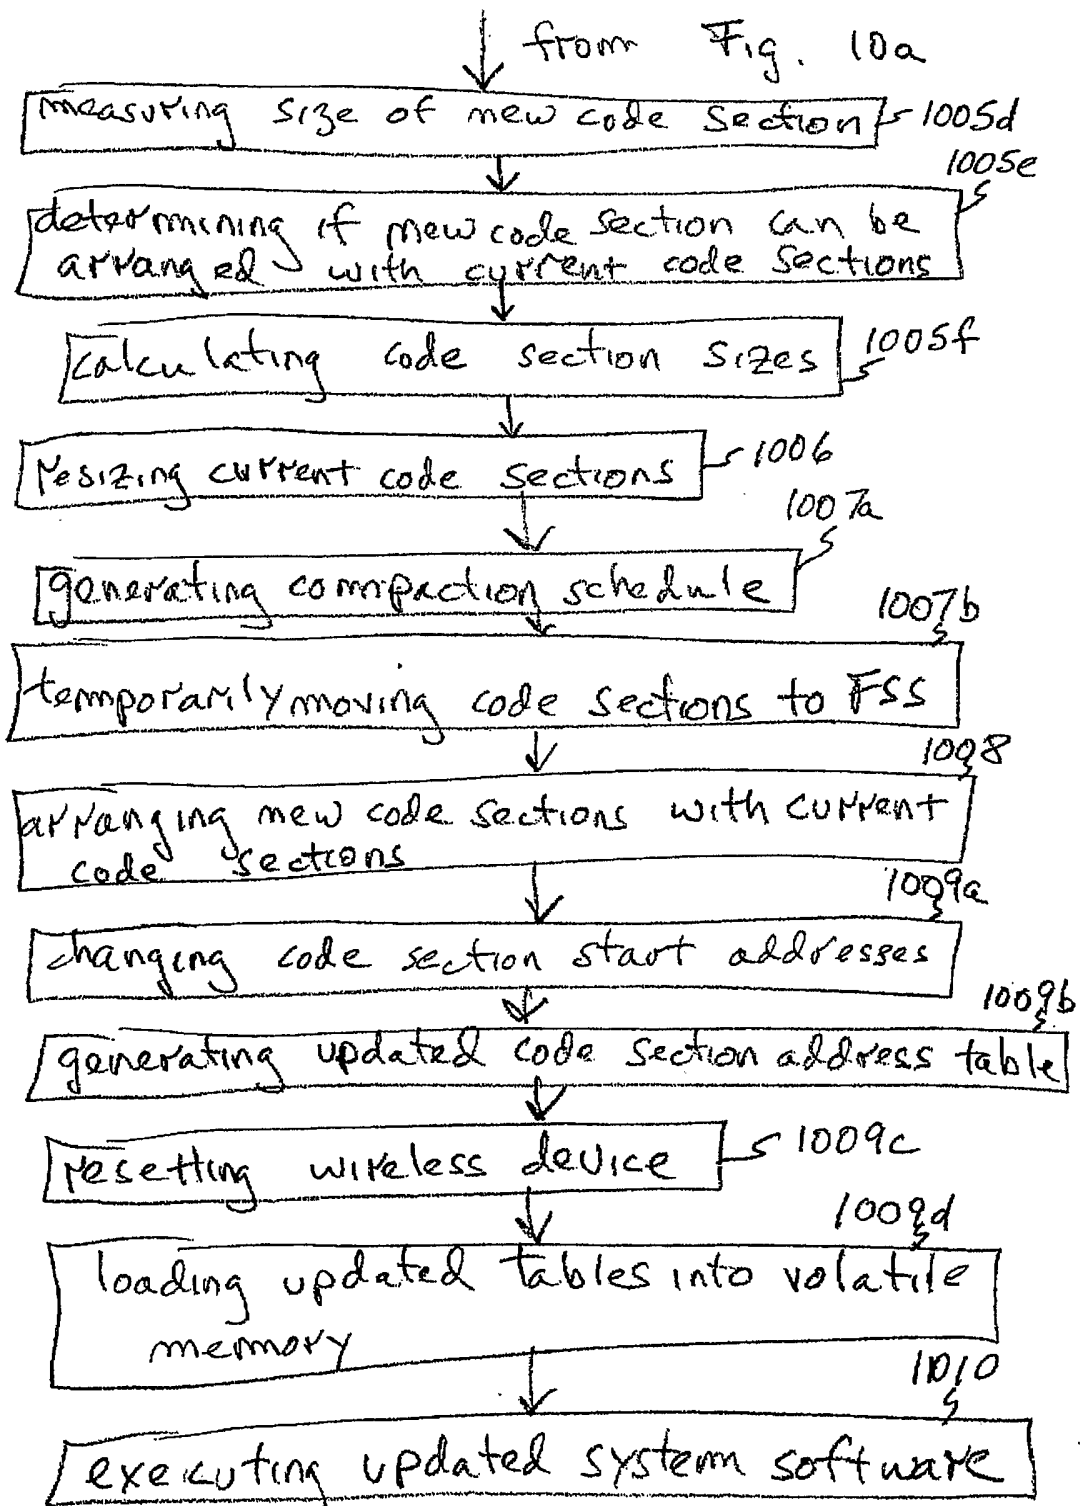 from Fig. 10a
measuring size of new code section 1005d
1005e
determining if new code section can be
arranged with current code sections
calculating code section sizes 1005f
resizing current code sections 1006
1007a
generating compaction schedule
1007b
temporarily moving code sections to FSS
1008
arranging new code sections with current
code sections
1009a
changing code section start addresses
1009b
generating updated code section address table
resetting wireless device 1009c
1009d
loading updated tables into volatile
memory
1010
executing updated system software